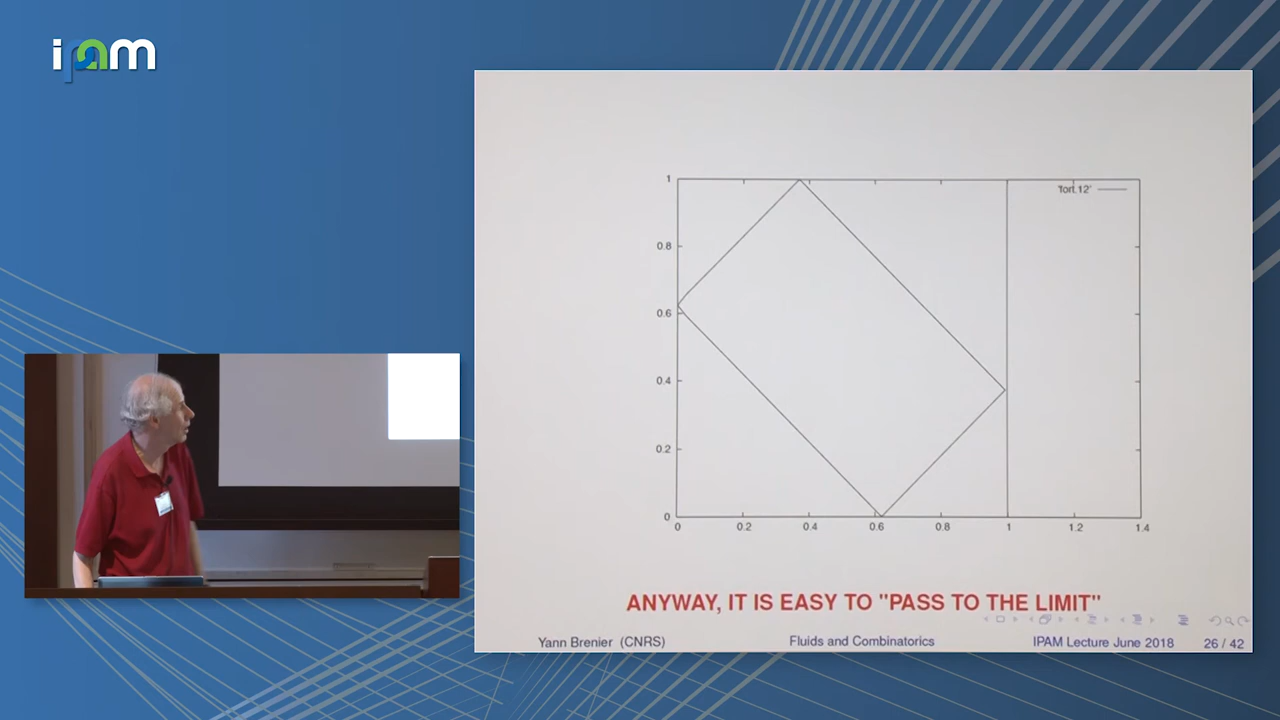 ipam
1
'fort.12'
0.8
0.6
0.4
0.2
0
0 0.2 0.4 0.6 0.8 1 1.2 1.4
ANYWAY, IT IS EASY TO "PASS TO THE LIMIT"
Yann Brenier (CNRS) Fluids and Combinatorics IPAM Lecture June 2018 26 / 42